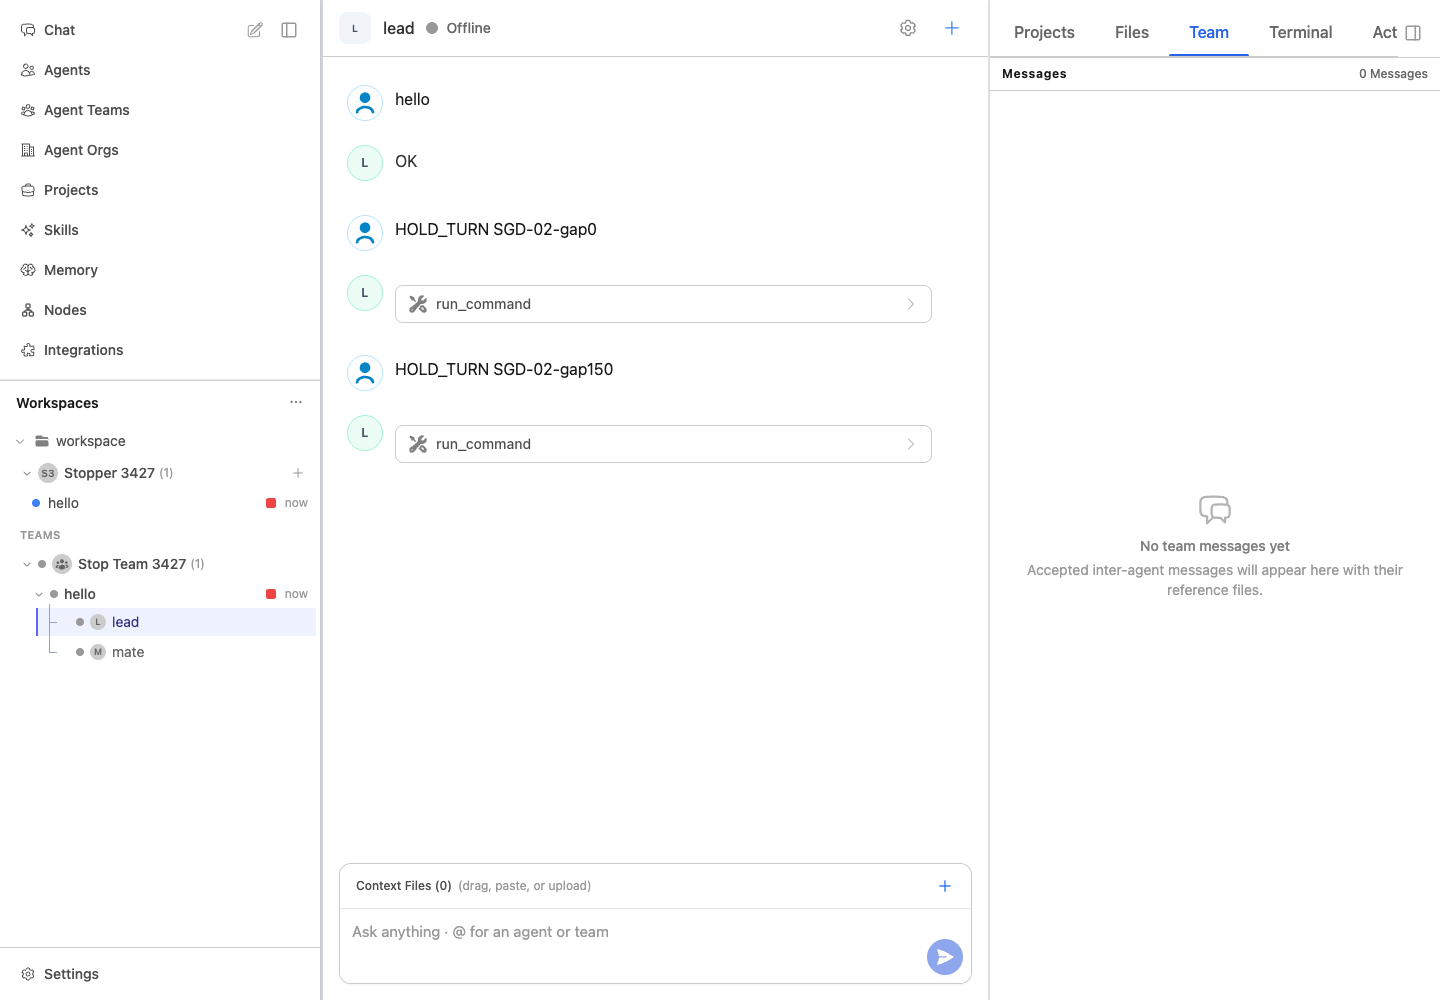 Chat
Agents
Agent Teams
Agent Orgs
Projects
Skills
Memory
Nodes
Integrations
Workspaces
workspace
S3 Stopper 3427 (1)
hello now
TEAMS
Stop Team 3427 (1)
hello now
L lead
M mate
Settings
L lead Offline
hello
L OK
HOLD_TURN SGD-02-gap0
L run_command
HOLD_TURN SGD-02-gap150
L run_command
Context Files (0) (drag, paste, or upload)
Ask anything · @ for an agent or team
Projects Files Team Terminal Act
Messages 0 Messages
No team messages yet
Accepted inter-agent messages will appear here with their
reference files.